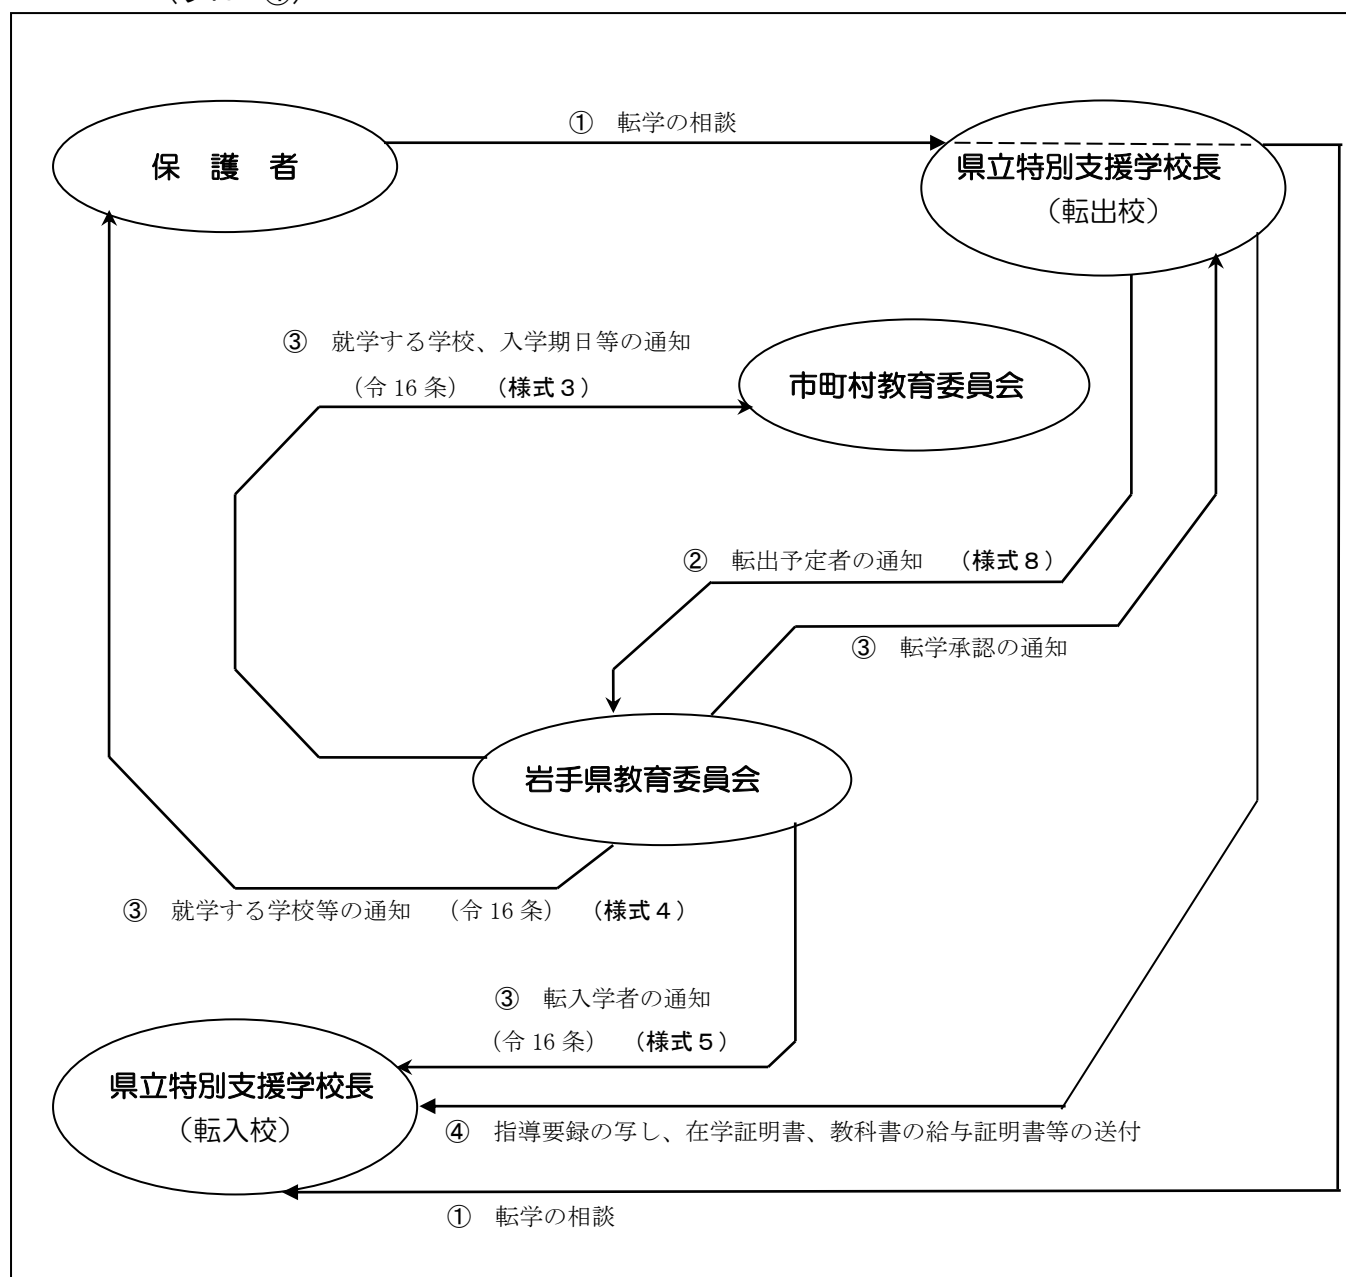 ① 転学の相談
保 護 者
県立特別支援学校長
（転出校）
③ 就学する学校、入学期日等の通知
（令 16 条） （様式３）
市町村教育委員会
② 転出予定者の通知 （様式８）
③ 転学承認の通知
岩手県教育委員会
③ 就学する学校等の通知 （令 16 条） （様式４）
③ 転入学者の通知
（令 16 条） （様式５）
県立特別支援学校長
（転入校）
④ 指導要録の写し、在学証明書、教科書の給与証明書等の送付
① 転学の相談